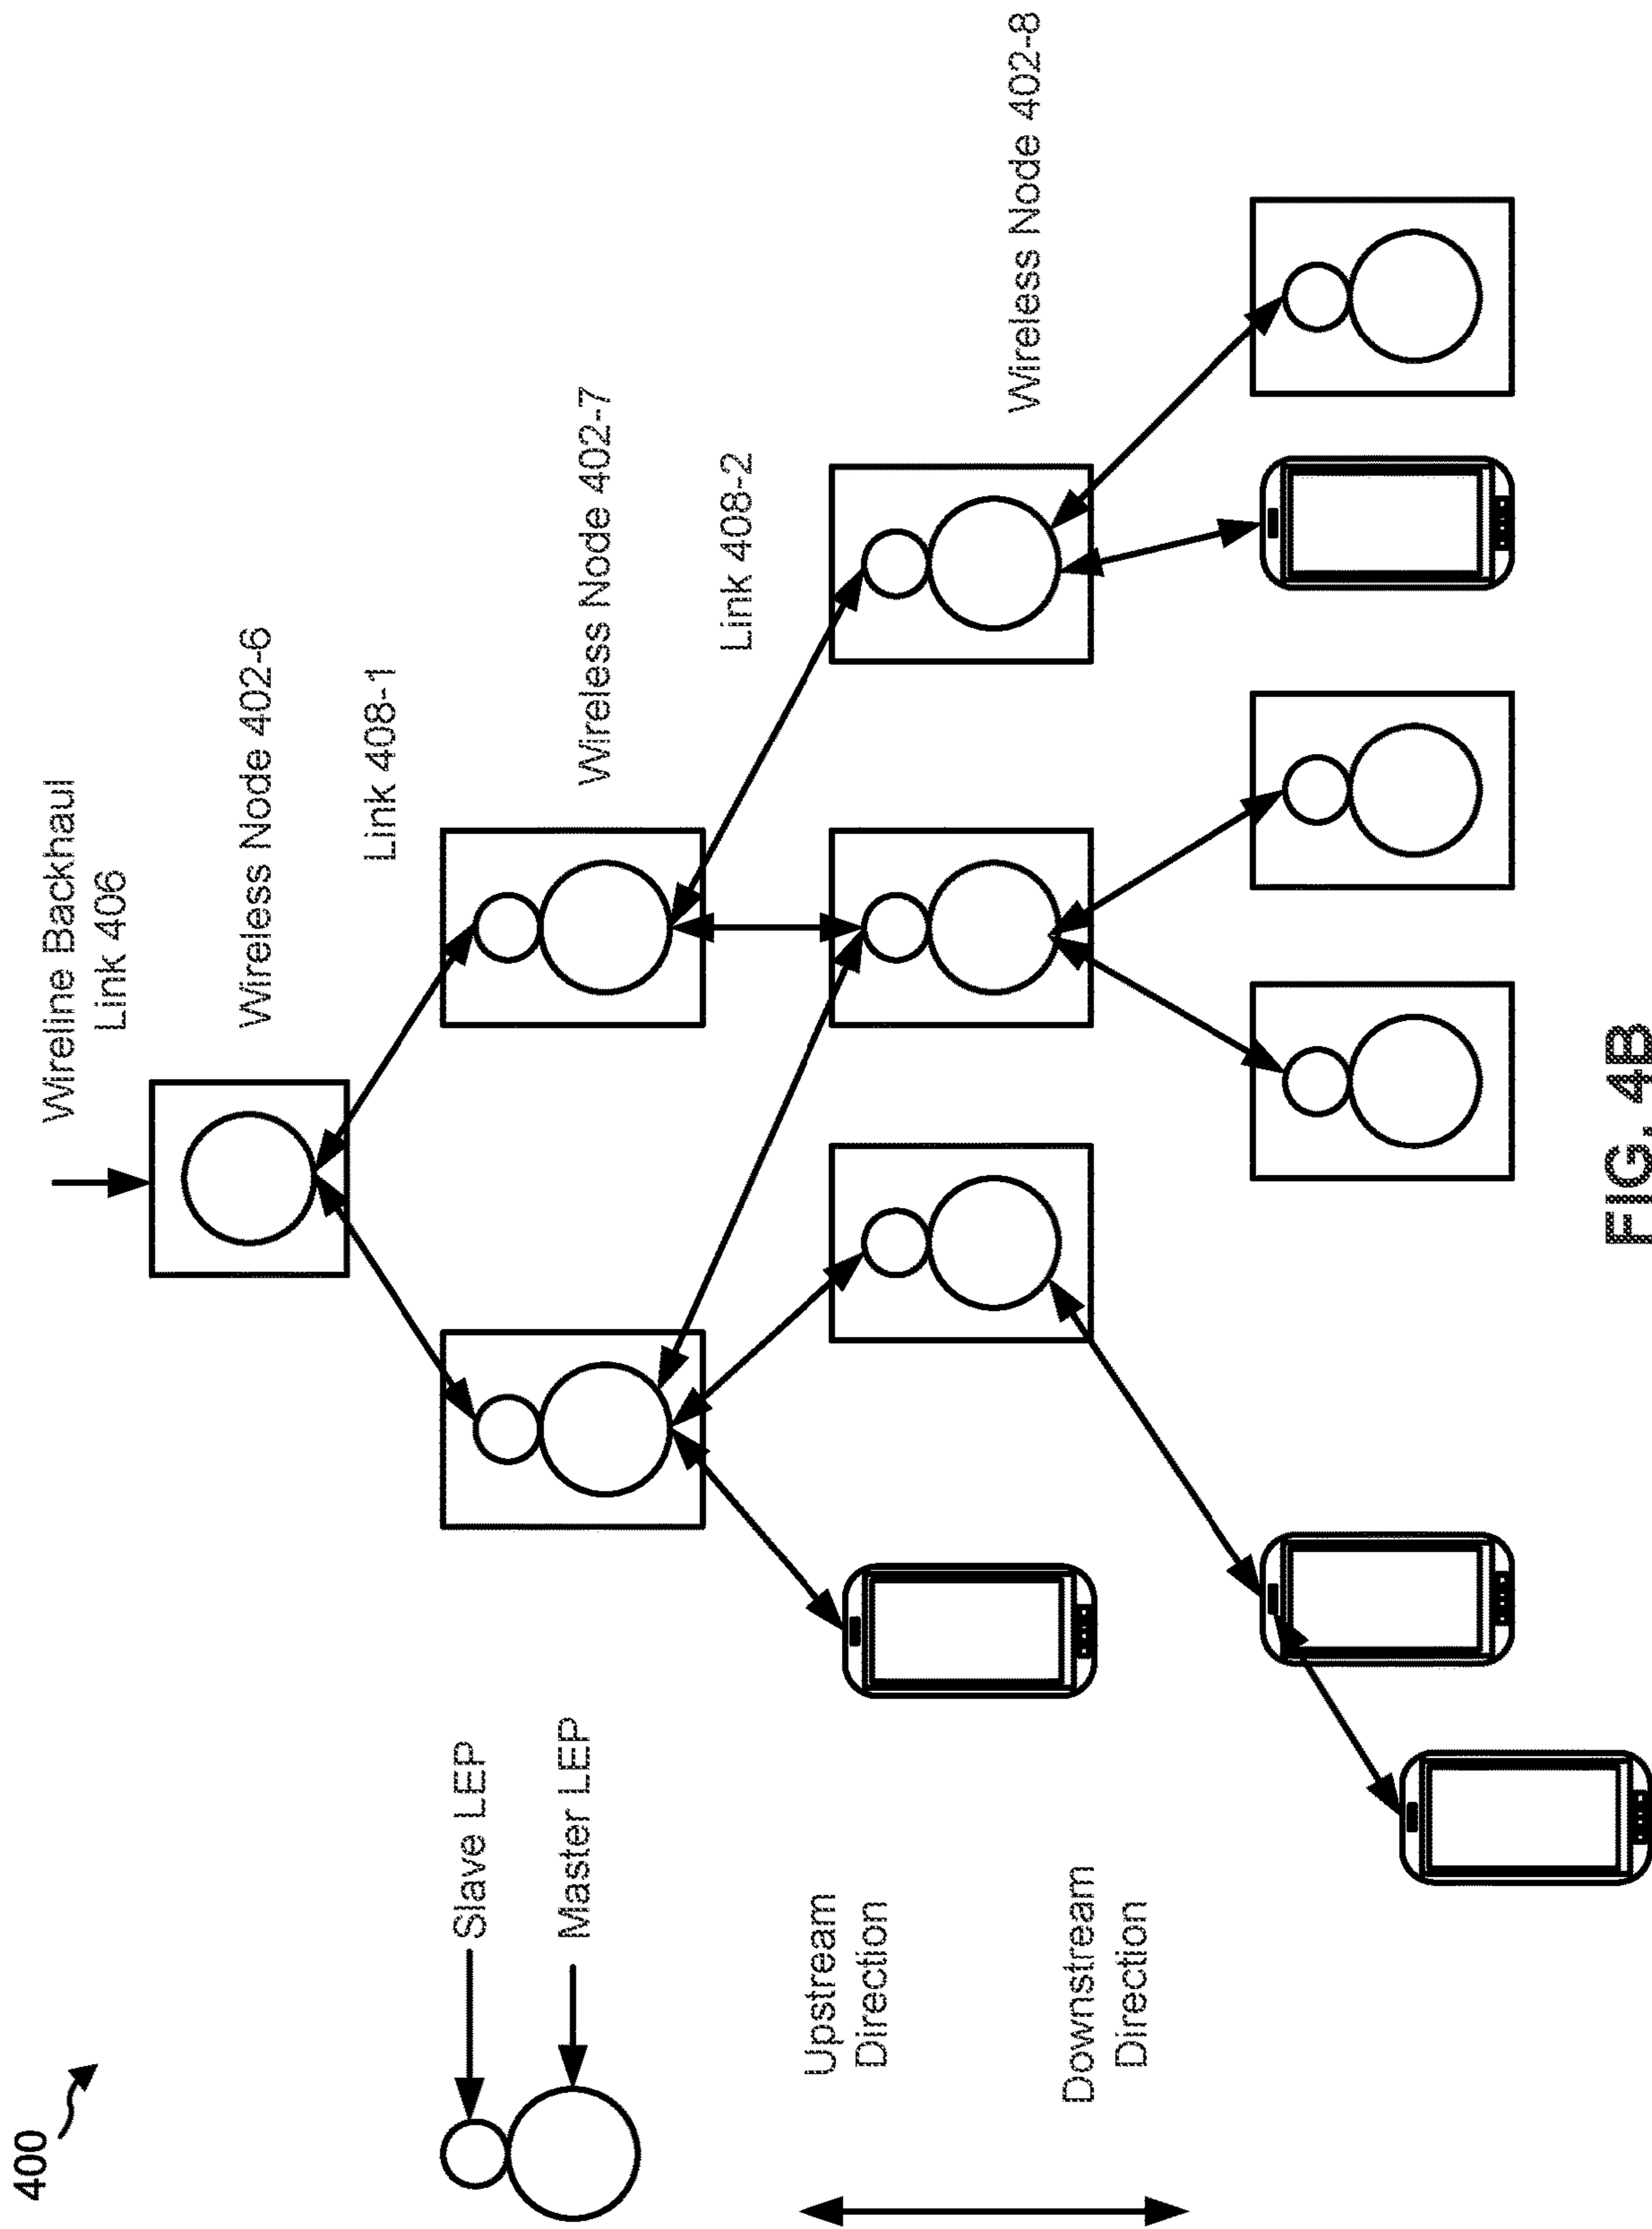 400
Wireline Backhaul
Link 406
Wireless Node 402-6
Link 408-1
Slave LEP
Master LEP
Wireless Node 402-7
Link 408-2
Upstream
Direction
Wireless Node 402-8
Downstream
Direction
FIG. 4B